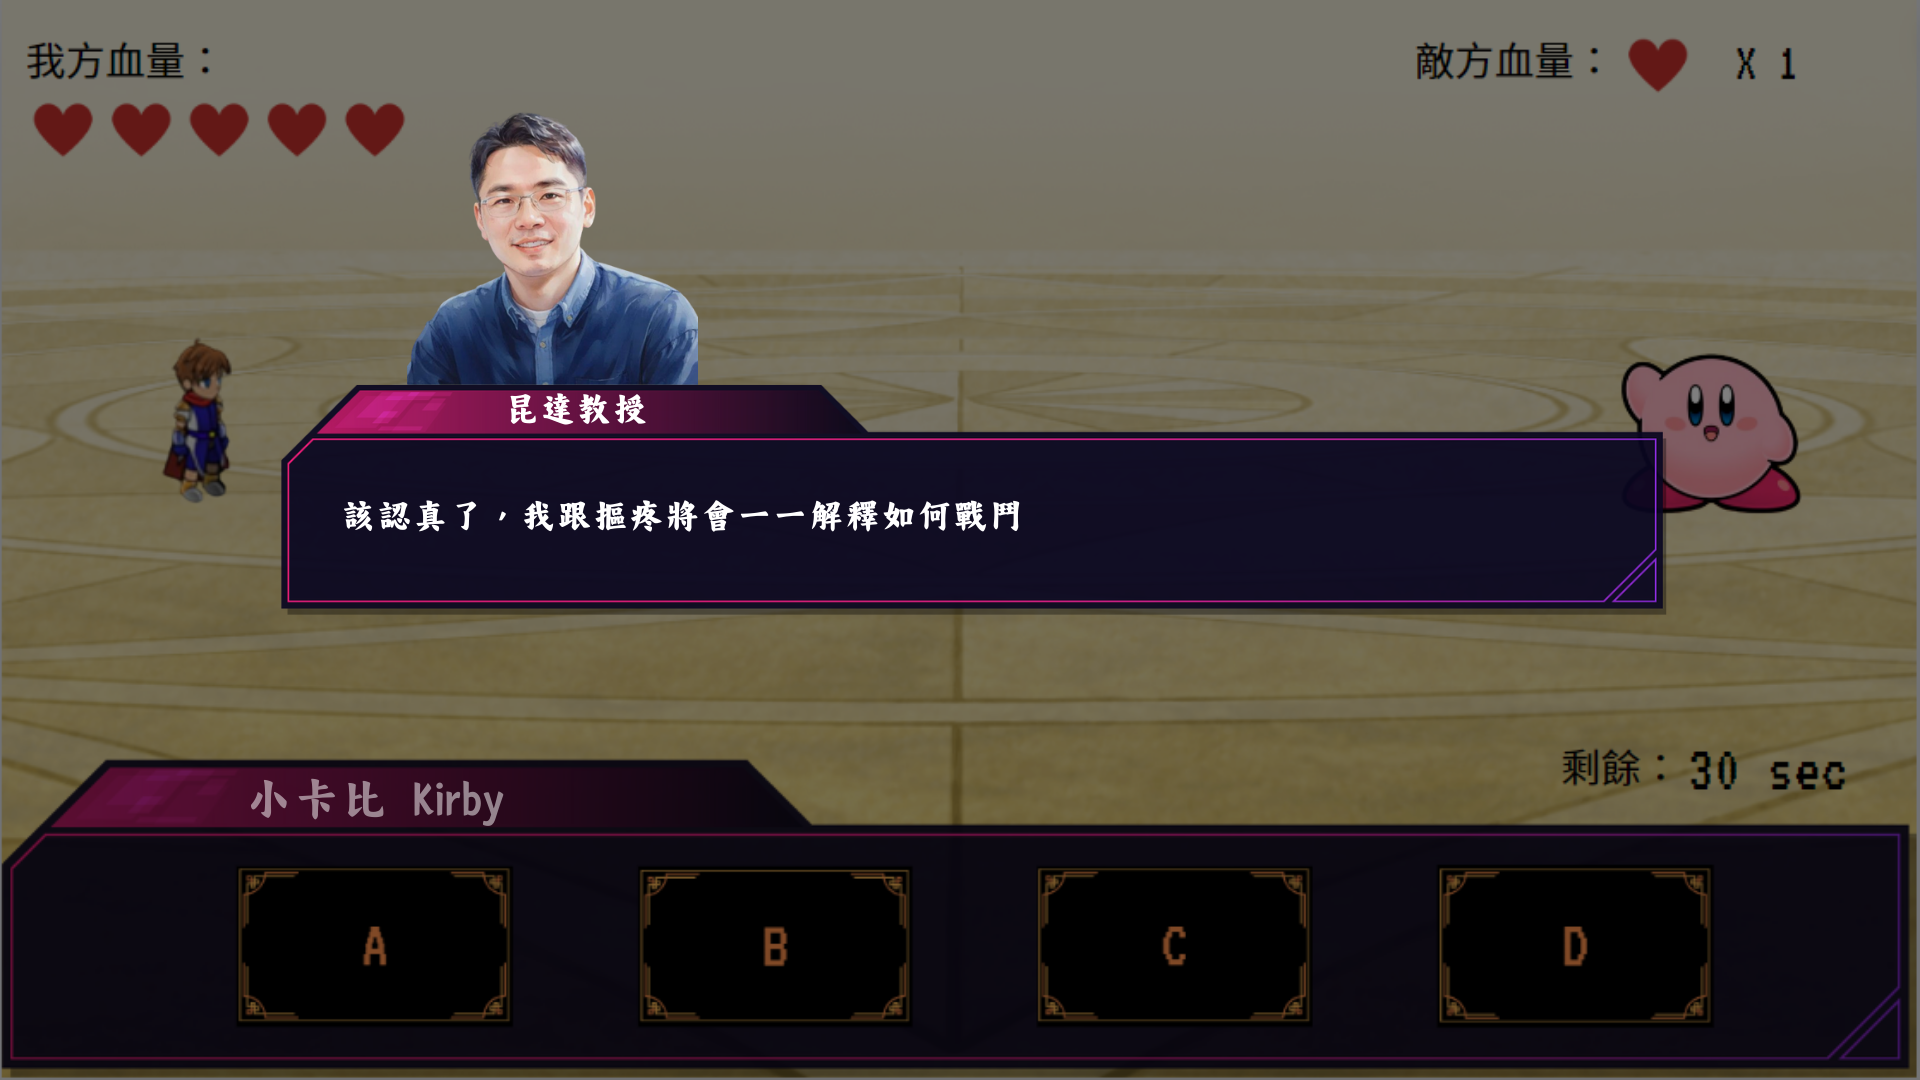 我方血量：
敵方血量： X 1
昆達教授
該認真了，我跟摳疼將會一一解釋如何戰鬥
剩餘：30 sec
小卡比 Kirby
A B C D